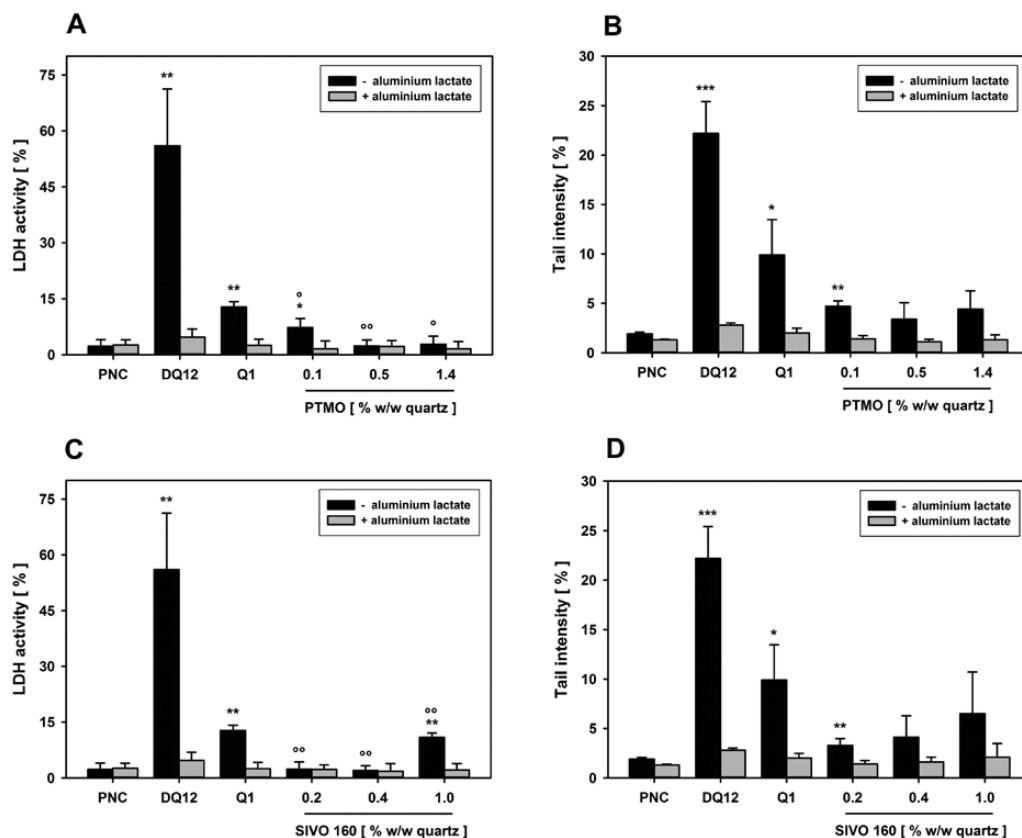 A
LDH activity [ % ]
75
60
45
30
15
0
- aluminium lactate
+ aluminium lactate
**
**
°
*
°°
°
PNC DQ12 Q1 0.1 0.5 1.4
PTMO [ % w/w quartz ]
B
Tail intensity [ % ]
30
25
20
15
10
5
0
- aluminium lactate
+ aluminium lactate
***
*
**
PNC DQ12 Q1 0.1 0.5 1.4
PTMO [ % w/w quartz ]
C
LDH activity [ % ]
75
60
45
30
15
0
- aluminium lactate
+ aluminium lactate
**
**
°°
°°
°°
**
PNC DQ12 Q1 0.2 0.4 1.0
SIVO 160 [ % w/w quartz ]
D
Tail intensity [ % ]
30
25
20
15
10
5
0
- aluminium lactate
+ aluminium lactate
***
*
**
PNC DQ12 Q1 0.2 0.4 1.0
SIVO 160 [ % w/w quartz ]